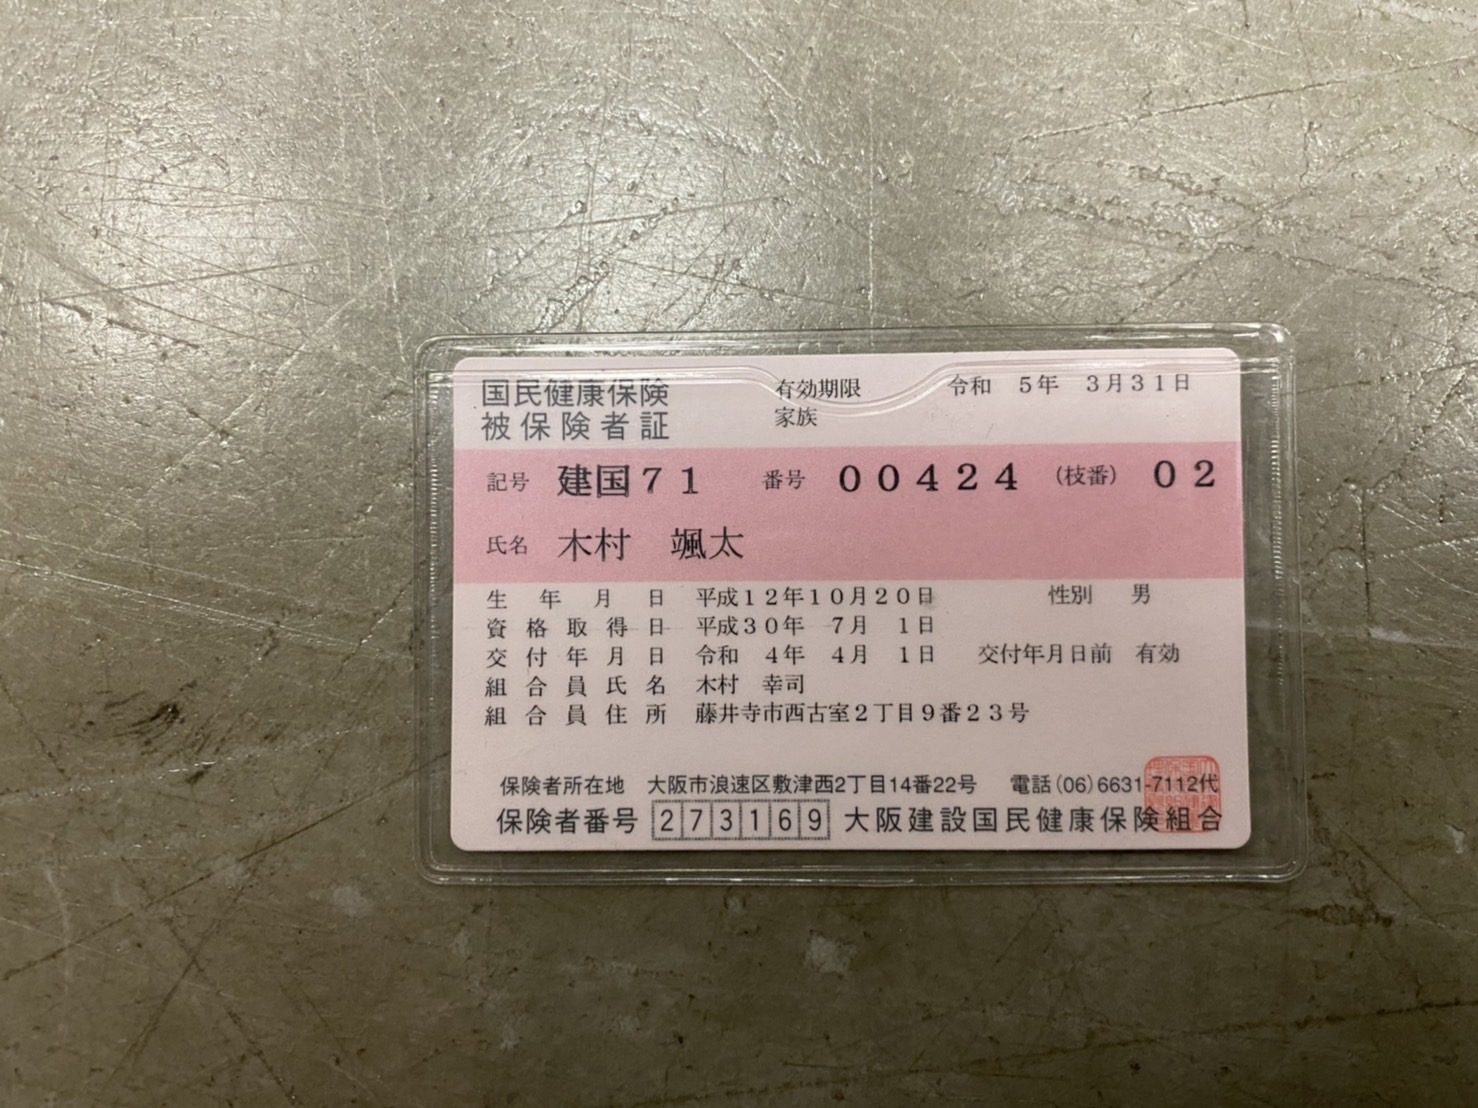 国民健康保険
被保険者証
有効期限 令和 5年 3月31日
家族
記号 建国71 番号 00424 (枝番) 02
氏名 木村 颯太
生年月日 平成12年10月20日 性別 男
資格取得日 平成30年 7月 1日
交付年月日 令和 4年 4月 1日 交付年月日前 有効
組合員氏名 木村 幸司
組合員住所 藤井寺市西古室2丁目9番23号
保険者所在地 大阪市浪速区敷津西2丁目14番22号 電話(06)6631-7112代
保険者番号 273169 大阪建設国民健康保険組合